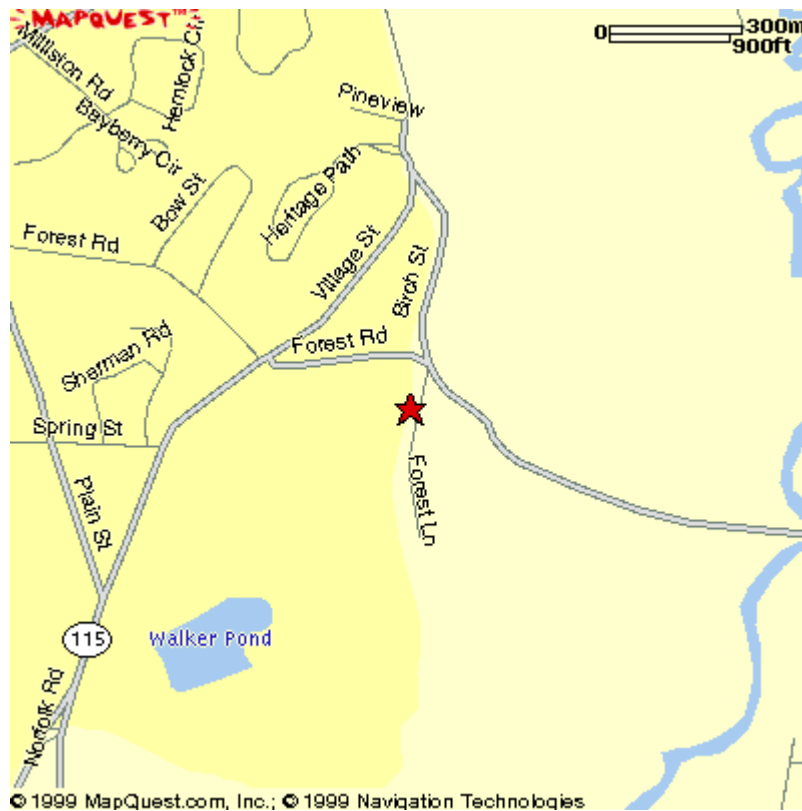 MAPQUEST™
0 300m
900ft
Milliston Rd
Hemlock Cir
Bayberry Cir
Pineview
Heritage Path
Bow St
Forest Rd
Village St
Birch St
Forest Rd
Sherman Rd
Spring St
Plain St
Forest Ln
115
Walker Pond
Norfolk Rd
© 1999 MapQuest.com, Inc.; © 1999 Navigation Technologies